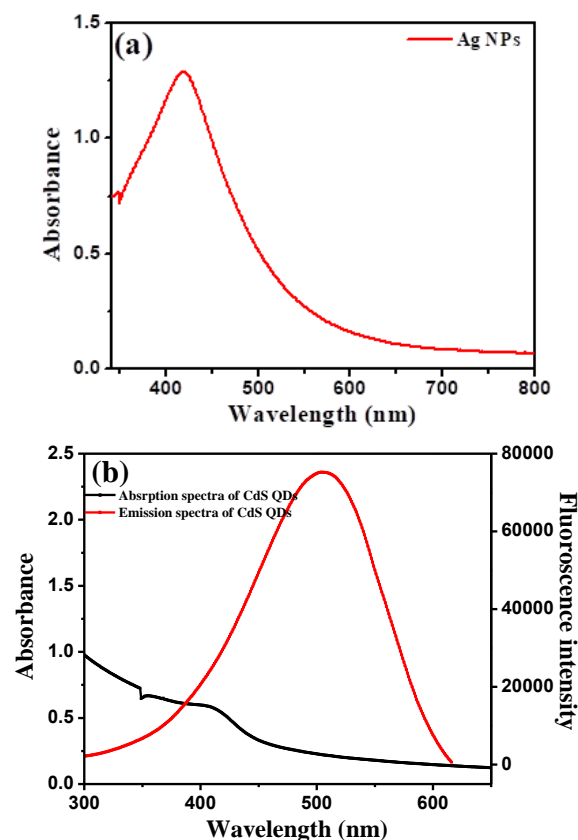 (a)
Ag NPs
1.5
1.0
0.5
0.0
Absorbance
400
500
600
700
800
Wavelength (nm)
(b)
Absrption spectra of CdS QDs
Emission spectra of CdS QDs
2.5
2.0
1.5
1.0
0.5
0.0
Absorbance
80000
60000
40000
20000
0
Fluoroscence intensity
300
400
500
600
Wavelength (nm)